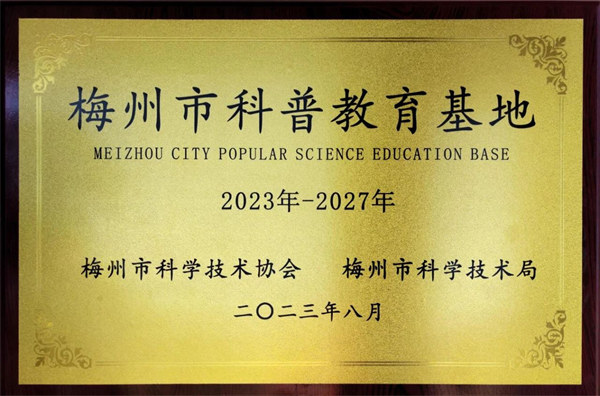 梅州市科普教育基地
MEIZHOU CITY POPULAR SCIENCE EDUCATION BASE
2023年-2027年
梅州市科学技术协会 梅州市科学技术局
二〇二三年八月